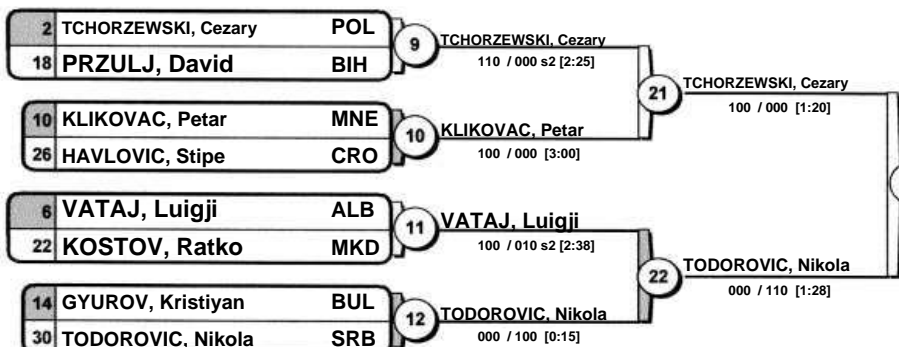 2 TCHORZEWSKI, Cezary POL
18 PRZULJ, David BIH
9
TCHORZEWSKI, Cezary
110 / 000 s2 [2:25]
10 KLIKOVAC, Petar MNE
26 HAVLOVIC, Stipe CRO
10
KLIKOVAC, Petar
100 / 000 [3:00]
21
TCHORZEWSKI, Cezary
100 / 000 [1:20]
6 VATAJ, Luigji ALB
22 KOSTOV, Ratko MKD
11
VATAJ, Luigji
100 / 010 s2 [2:38]
14 GYUROV, Kristiyan BUL
30 TODOROVIC, Nikola SRB
12
TODOROVIC, Nikola
000 / 100 [0:15]
22
TODOROVIC, Nikola
000 / 110 [1:28]